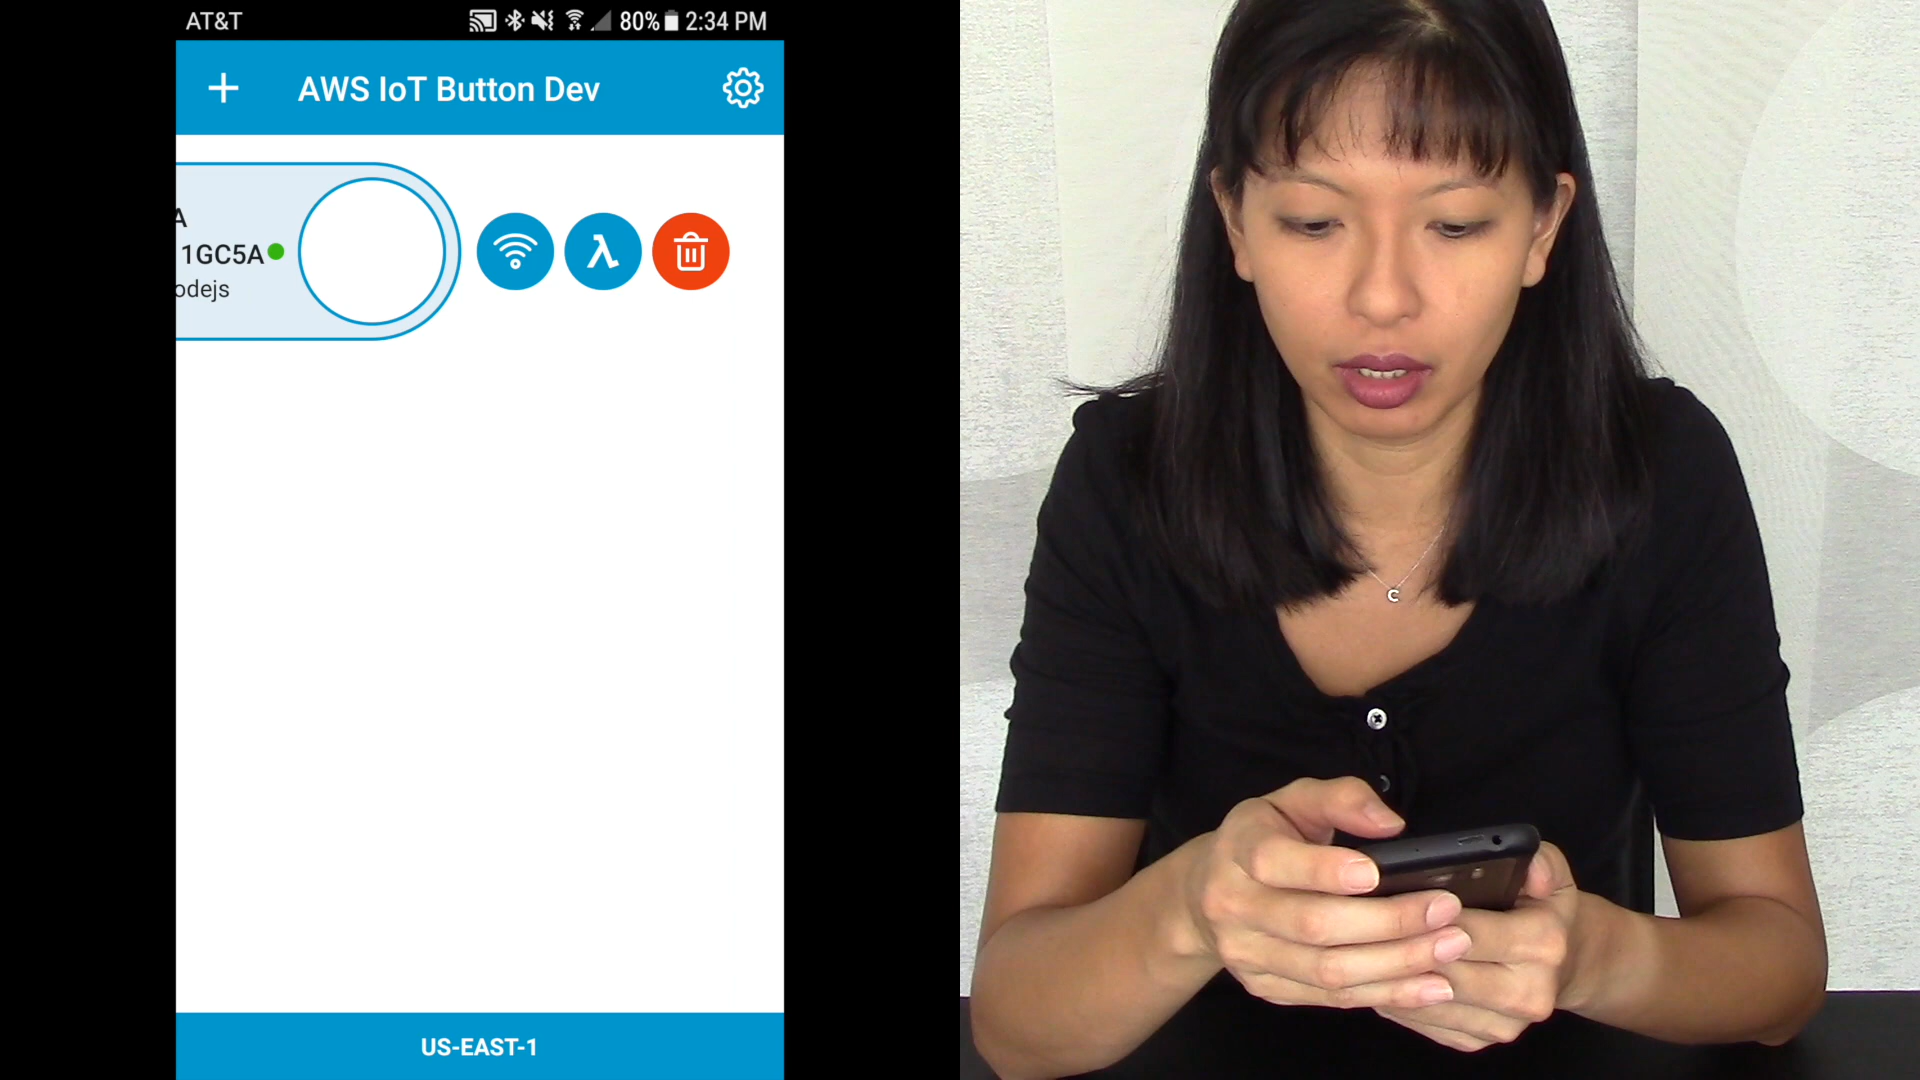 AT&T 80% 2:34 PM
AWS IoT Button Dev
A
1GC5A
odejs
λ
US-EAST-1
C